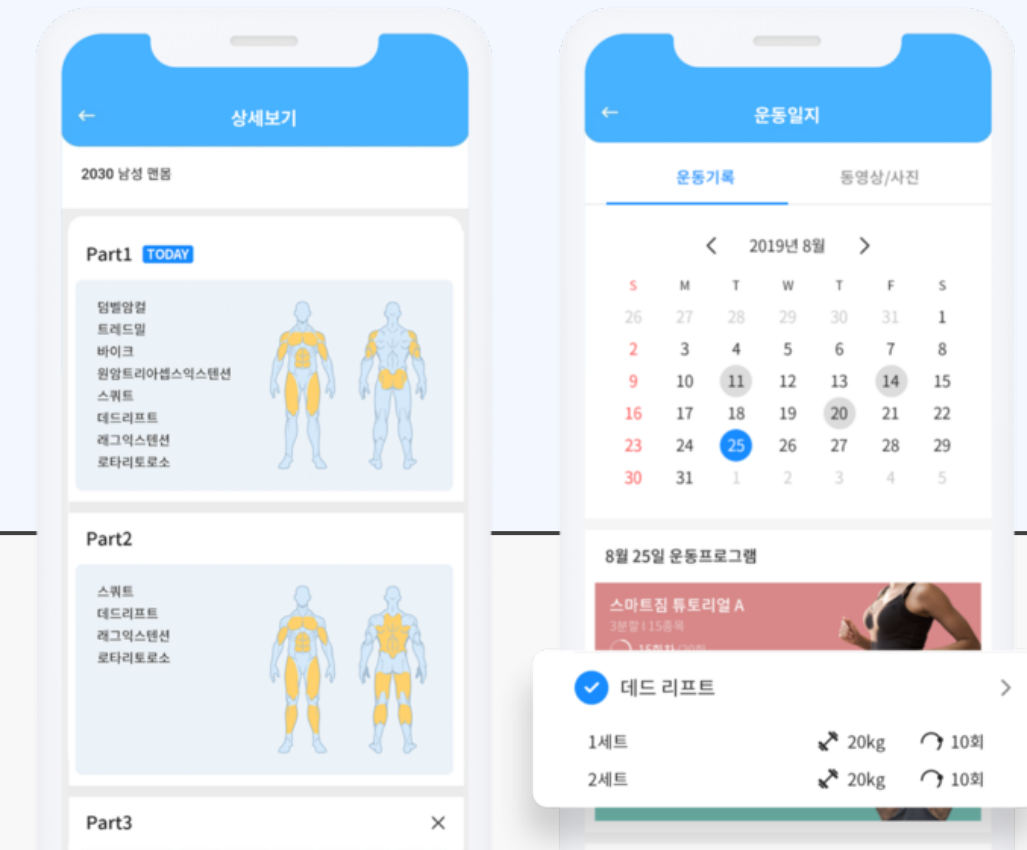 상세보기
2030 남성 맨몸
Part1 TODAY
덤벨암컬
트레드밀
바이크
원암트리아셉스익스텐션
스쿼트
데드리프트
래그익스텐션
로타리토로소
Part2
스쿼트
데드리프트
래그익스텐션
로타리토로소
Part3
운동일지
운동기록 동영상/사진
2019년 8월
S M T W T F S
26 27 28 29 30 31 1
2 3 4 5 6 7 8
9 10 11 12 13 14 15
16 17 18 19 20 21 22
23 24 25 26 27 28 29
30 31 1 2 3 4 5
8월 25일 운동프로그램
스마트짐 튜토리얼 A
3분할 | 15종목
데드 리프트
1세트 20kg 10회
2세트 20kg 10회